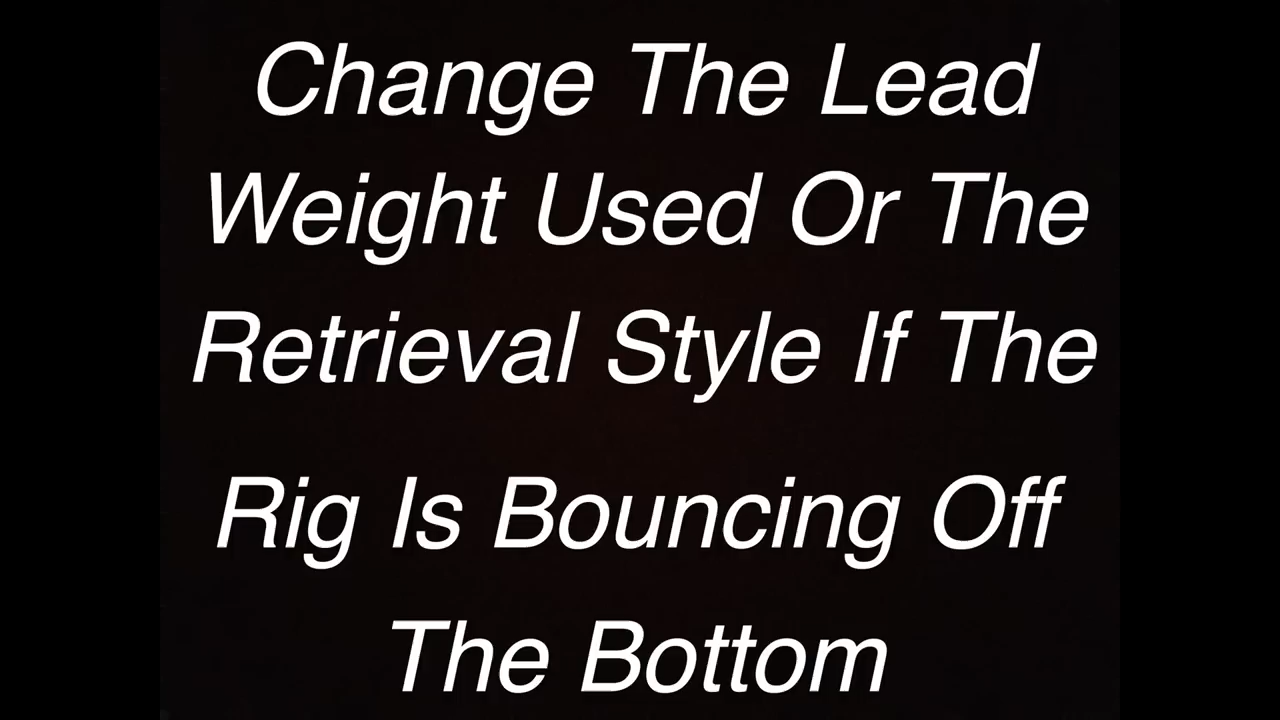 Change The Lead
Weight Used Or The
Retrieval Style If The
Rig Is Bouncing Off
The Bottom